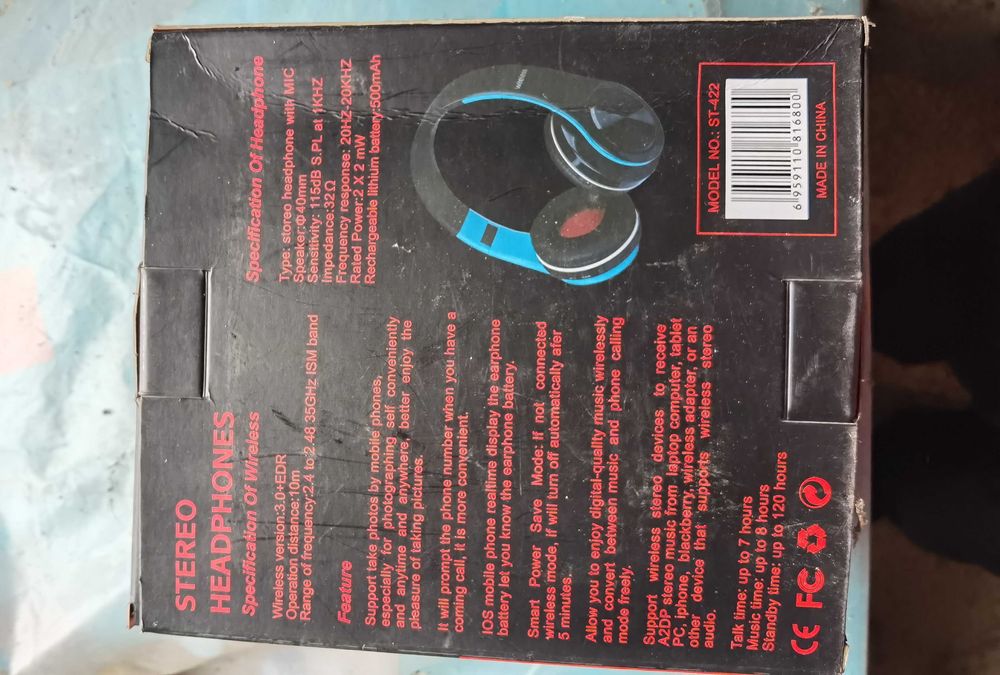 STEREO
HEADPHONES
Specification Of Wireless
Wireless version:3.0+EDR
Operation distance:10m
Range of frequency:2.4 to 2.48 35GHz ISM band
Feature
Support take photos by mobile phones,
especially for photographing self conveniently
and anytime and anywhere, better enjoy the
pleasure of taking pictures.
It will prompt the phone number when you have a
coming call, it is more convenient.
IOS mobile phone realtime display the earphone
battery let you know the earphone battery.
Smart Power Save Mode: If not connected
wireless mode, if will turn off automatically afer
5 minutes.
Allow you to enjoy digital-quality music wirelessly
and convert between music and phone calling
mode freely.
Support wireless stereo devices to receive
A2DP stereo music from laptop computer, tablet
PC, iphone, blackberry, wireless adapter, or an
other device that supports wireless stereo
audio.
Talk time: up to 7 hours
Music time: up to 8 hours
Standby time: up to 120 hours
CE FC
Specification Of Headphone
Type: stereo headphone with MIC
Speaker:Φ40mm
Sensitivity: 115dB S.PL at 1KHZ
Impedance:32Ω
Frequency response: 20HZ-20KHZ
Rated Power:2 X 2 mW
Rechargeable lithium battery:500mAh
MODEL NO.: ST-422
6 959110 816800
MADE IN CHINA